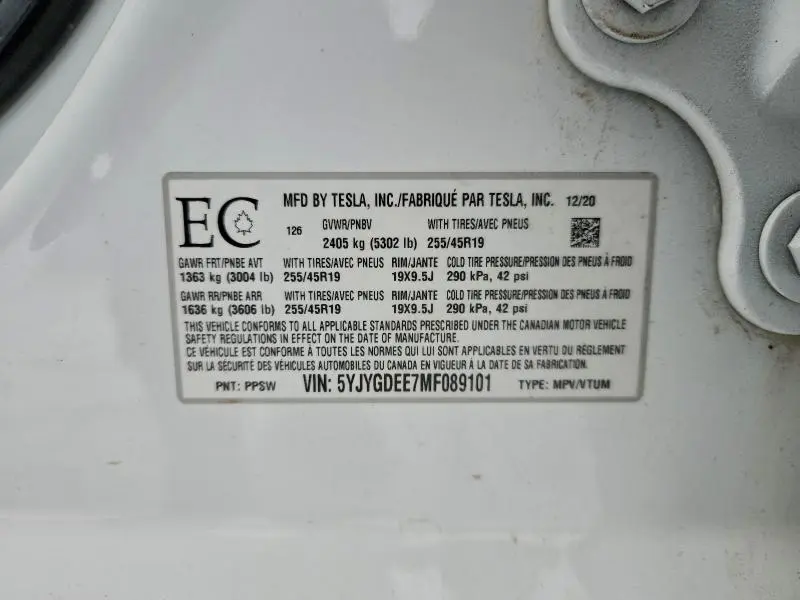 EC MFD BY TESLA, INC./FABRIQUÉ PAR TESLA, INC. 12/20
126 GVWR/PNBV WITH TIRES/AVEC PNEUS
2405 kg (5302 lb) 255/45R19
GAWR FRT/PNBE AVT WITH TIRES/AVEC PNEUS RIM/JANTE COLD TIRE PRESSURE/PRESSION DES PNEUS À FROID
1363 kg (3004 lb) 255/45R19 19X9.5J 290 kPa, 42 psi
GAWR RR/PNBE ARR WITH TIRES/AVEC PNEUS RIM/JANTE COLD TIRE PRESSURE/PRESSION DES PNEUS À FROID
1636 kg (3606 lb) 255/45R19 19X9.5J 290 kPa, 42 psi
THIS VEHICLE CONFORMS TO ALL APPLICABLE STANDARDS PRESCRIBED UNDER THE CANADIAN MOTOR VEHICLE
SAFETY REGULATIONS IN EFFECT ON THE DATE OF MANUFACTURE.
CE VÉHICULE EST CONFORME À TOUTES LES NORMES QUI LUI SONT APPLICABLES EN VERTU DU RÈGLEMENT
SUR LA SÉCURITÉ DES VÉHICULES AUTOMOBILES DU CANADA EN VIGUEUR À LA DATE DE SA FABRICATION.
PNT: PPSW VIN: 5YJYGDEE7MF089101 TYPE: MPV/VTUM